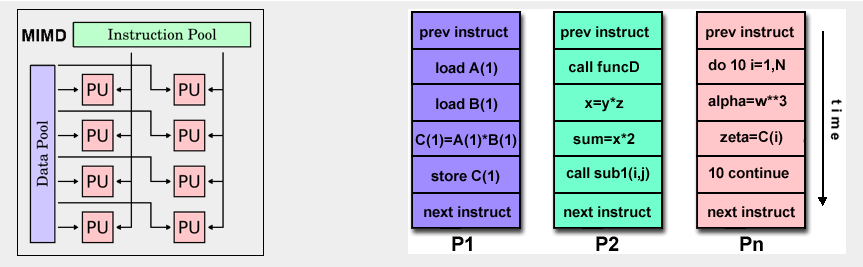 MIMD
Instruction Pool
Data Pool
PU PU
PU PU
PU PU
PU PU
prev instruct
load A(1)
load B(1)
C(1)=A(1)*B(1)
store C(1)
next instruct
P1
prev instruct
call funcD
x=y*z
sum=x*2
call sub1(i,j)
next instruct
P2
prev instruct
do 10 i=1,N
alpha=w**3
zeta=C(i)
10 continue
next instruct
Pn
time